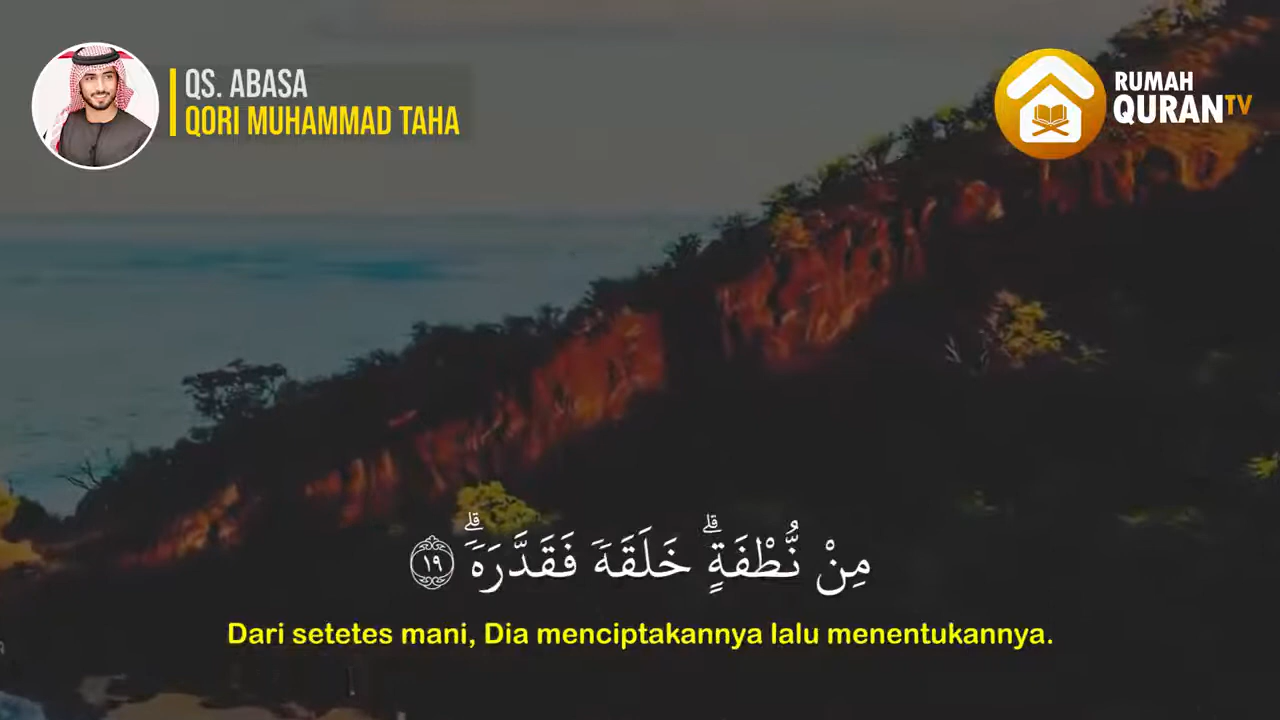 QS. ABASA
QORI MUHAMMAD TAHA
RUMAH
QURANTV
مِنْ نُّطْفَةٍۗ خَلَقَهٗ فَقَدَّرَهٗۗ ١٩
Dari setetes mani, Dia menciptakannya lalu menentukannya.